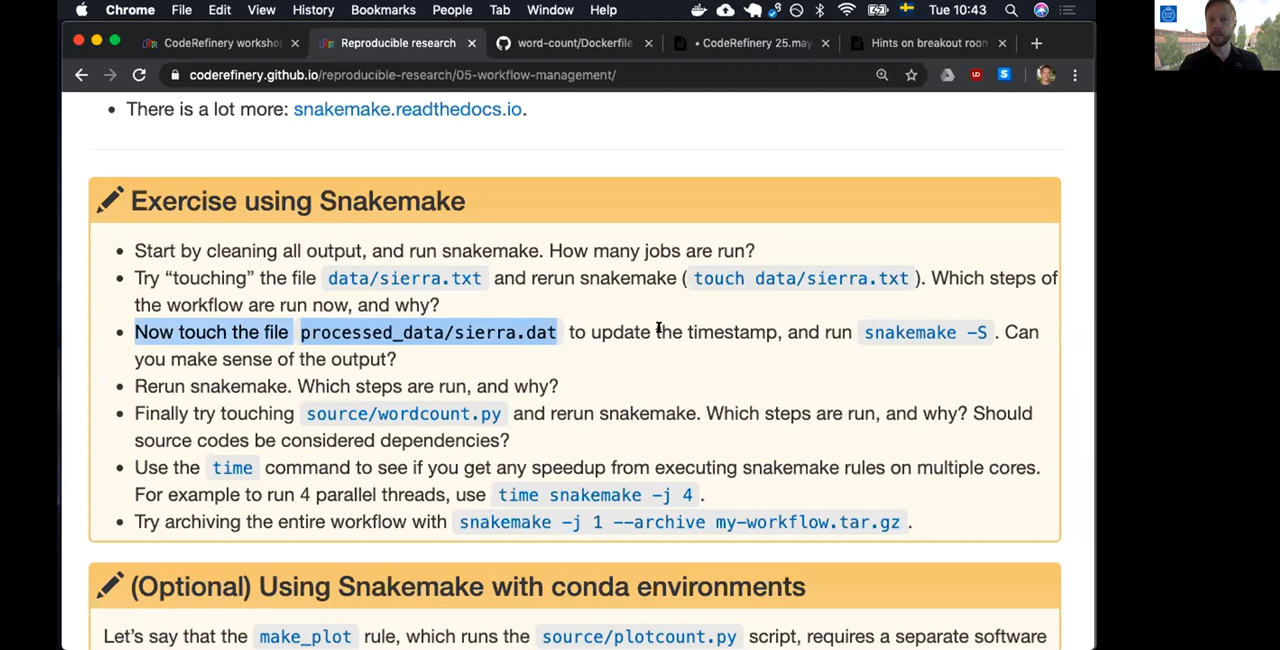 Chrome File Edit View History Bookmarks People Tab Window Help Tue 10:43
CodeRefinery worksho Reproducible research word-count/Dockerfile • CodeRefinery 25.may Hints on breakout room
coderefinery.github.io/reproducible-research/05-workflow-management/
• There is a lot more: snakemake.readthedocs.io.
Exercise using Snakemake
• Start by cleaning all output, and run snakemake. How many jobs are run?
• Try “touching” the file data/sierra.txt and rerun snakemake ( touch data/sierra.txt ). Which steps of
the workflow are run now, and why?
• Now touch the file processed_data/sierra.dat to update the timestamp, and run snakemake -S . Can
you make sense of the output?
• Rerun snakemake. Which steps are run, and why?
• Finally try touching source/wordcount.py and rerun snakemake. Which steps are run, and why? Should
source codes be considered dependencies?
• Use the time command to see if you get any speedup from executing snakemake rules on multiple cores.
For example to run 4 parallel threads, use time snakemake -j 4 .
• Try archiving the entire workflow with snakemake -j 1 --archive my-workflow.tar.gz .
(Optional) Using Snakemake with conda environments
Let’s say that the make_plot rule, which runs the source/plotcount.py script, requires a separate software